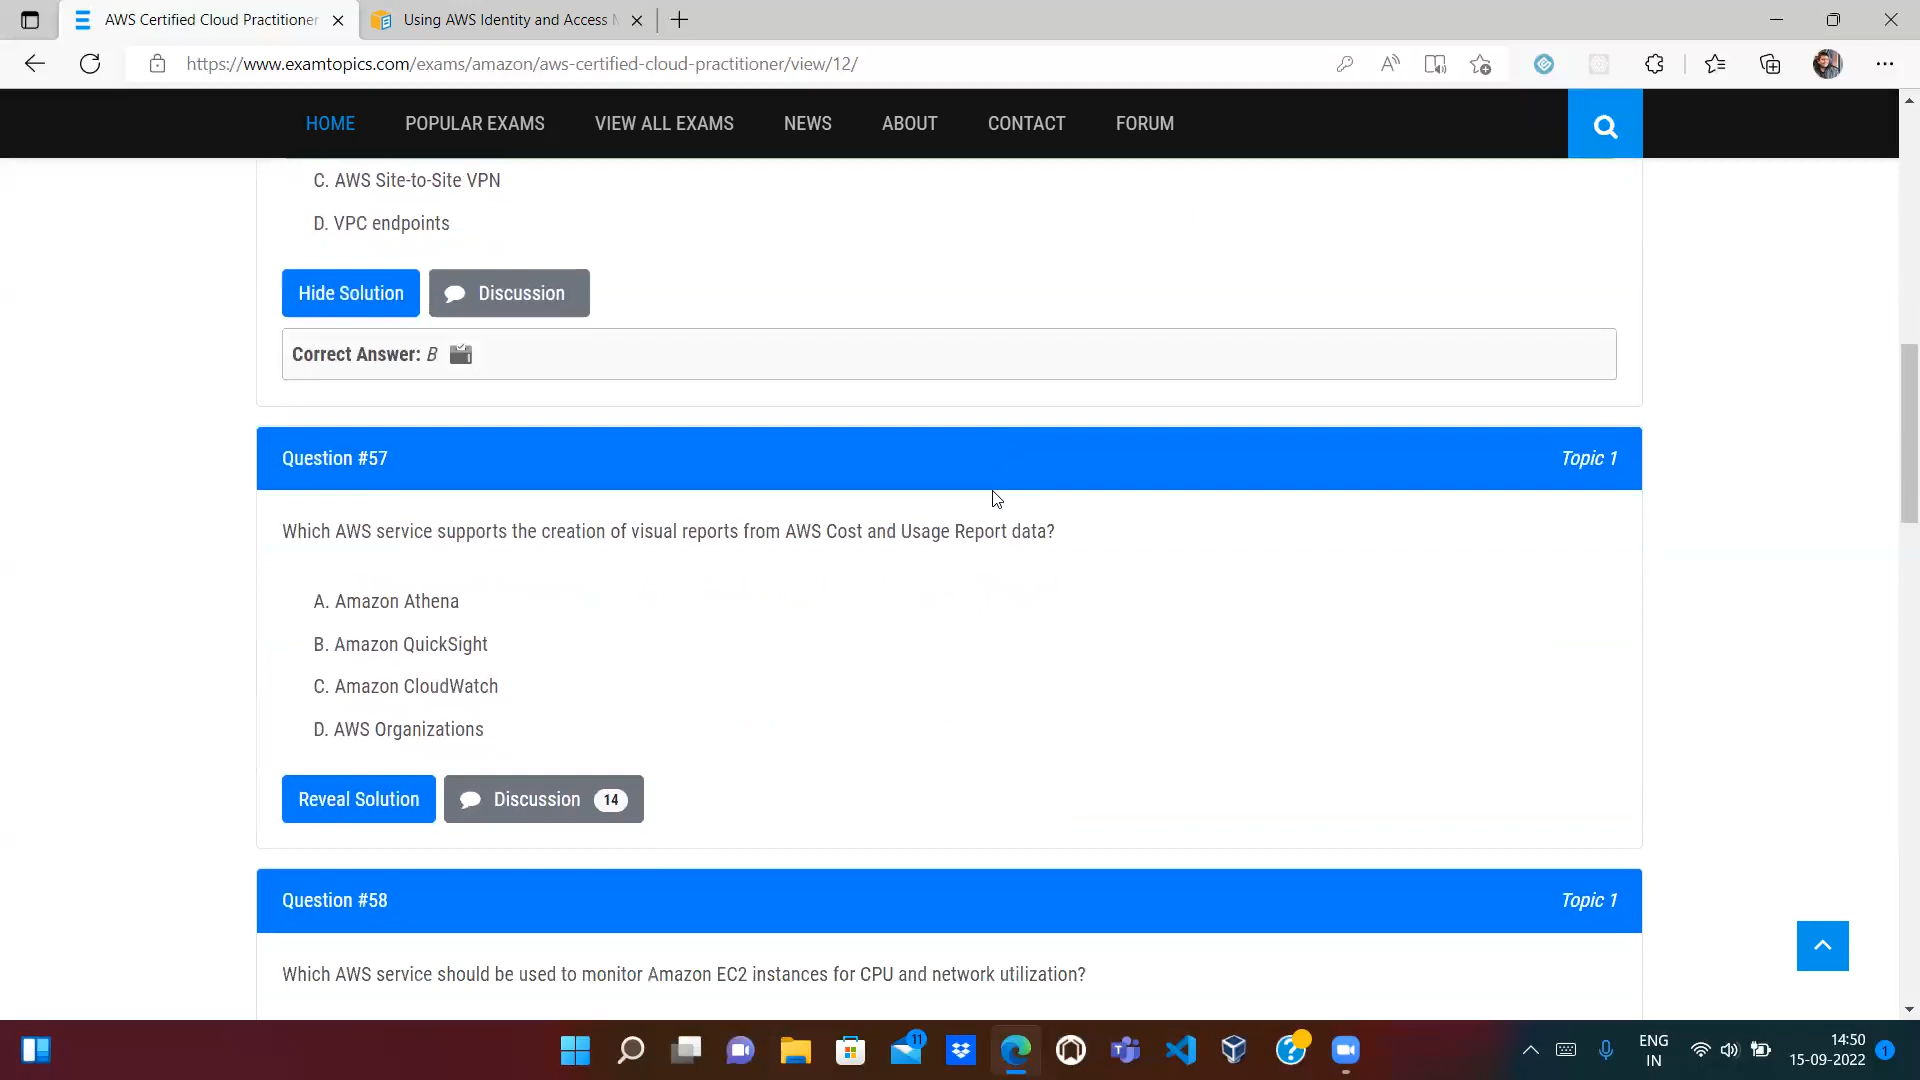 AWS Certified Cloud Practitioner
Using AWS Identity and Access M
https://www.examtopics.com/exams/amazon/aws-certified-cloud-practitioner/view/12/
HOME POPULAR EXAMS VIEW ALL EXAMS NEWS ABOUT CONTACT FORUM
C. AWS Site-to-Site VPN
D. VPC endpoints
Hide Solution Discussion
Correct Answer: B
Question #57 Topic 1
Which AWS service supports the creation of visual reports from AWS Cost and Usage Report data?
A. Amazon Athena
B. Amazon QuickSight
C. Amazon CloudWatch
D. AWS Organizations
Reveal Solution Discussion 14
Question #58 Topic 1
Which AWS service should be used to monitor Amazon EC2 instances for CPU and network utilization?
11
ENG
IN
14:50
15-09-2022
1